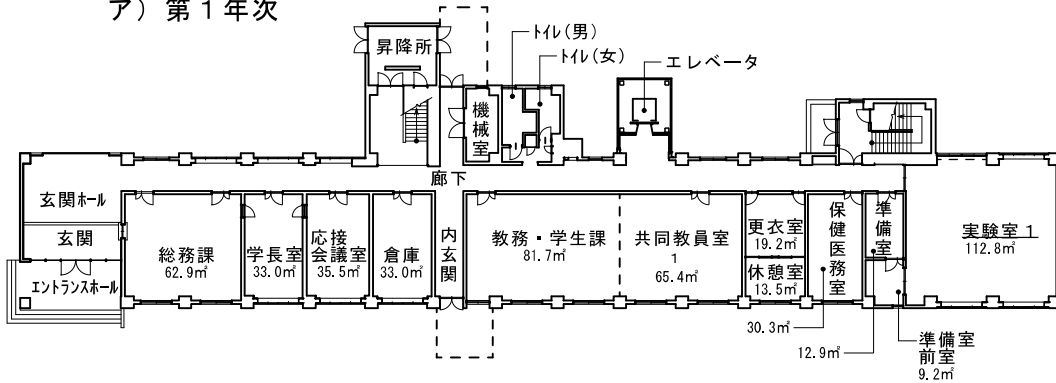 ア）第１年次
昇降所
トイレ(男)
トイレ(女)
エレベータ
機械室
廊下
玄関ホール
玄関
エントランスホール
総務課
62.9㎡
学長室
33.0㎡
応接
会議室
35.5㎡
倉庫
33.0㎡
内玄関
教務・学生課
81.7㎡
共同教員室
1
65.4㎡
更衣室
19.2㎡
休憩室
13.5㎡
保健医務室
30.3㎡
準備室
12.9㎡
準備室
前室
9.2㎡
実験室１
112.8㎡